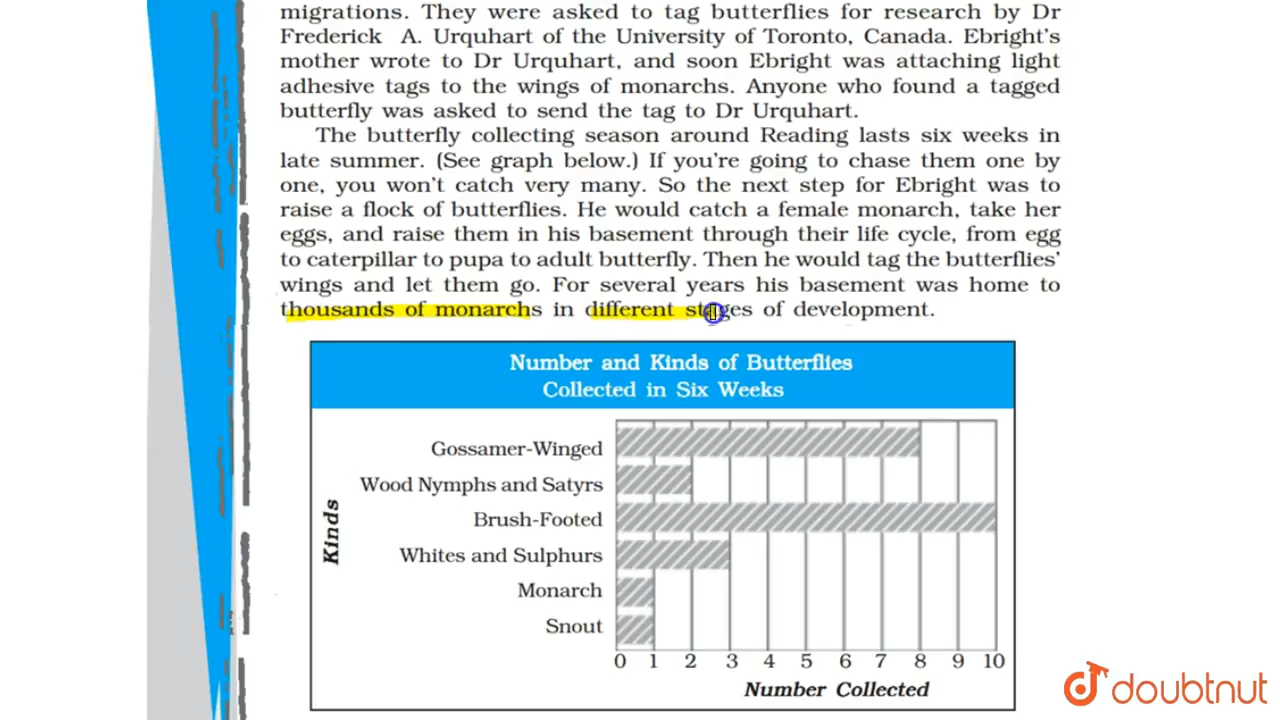 migrations. They were asked to tag butterflies for research by Dr
Frederick A. Urquhart of the University of Toronto, Canada. Ebright's
mother wrote to Dr Urquhart, and soon Ebright was attaching light
adhesive tags to the wings of monarchs. Anyone who found a tagged
butterfly was asked to send the tag to Dr Urquhart.
The butterfly collecting season around Reading lasts six weeks in
late summer. (See graph below.) If you're going to chase them one by
one, you won't catch very many. So the next step for Ebright was to
raise a flock of butterflies. He would catch a female monarch, take her
eggs, and raise them in his basement through their life cycle, from egg
to caterpillar to pupa to adult butterfly. Then he would tag the butterflies'
wings and let them go. For several years his basement was home to
thousands of monarchs in different stages of development.
Number and Kinds of Butterflies
Collected in Six Weeks
Kinds
Gossamer-Winged
Wood Nymphs and Satyrs
Brush-Footed
Whites and Sulphurs
Monarch
Snout
0 1 2 3 4 5 6 7 8 9 10
Number Collected
doubtnut